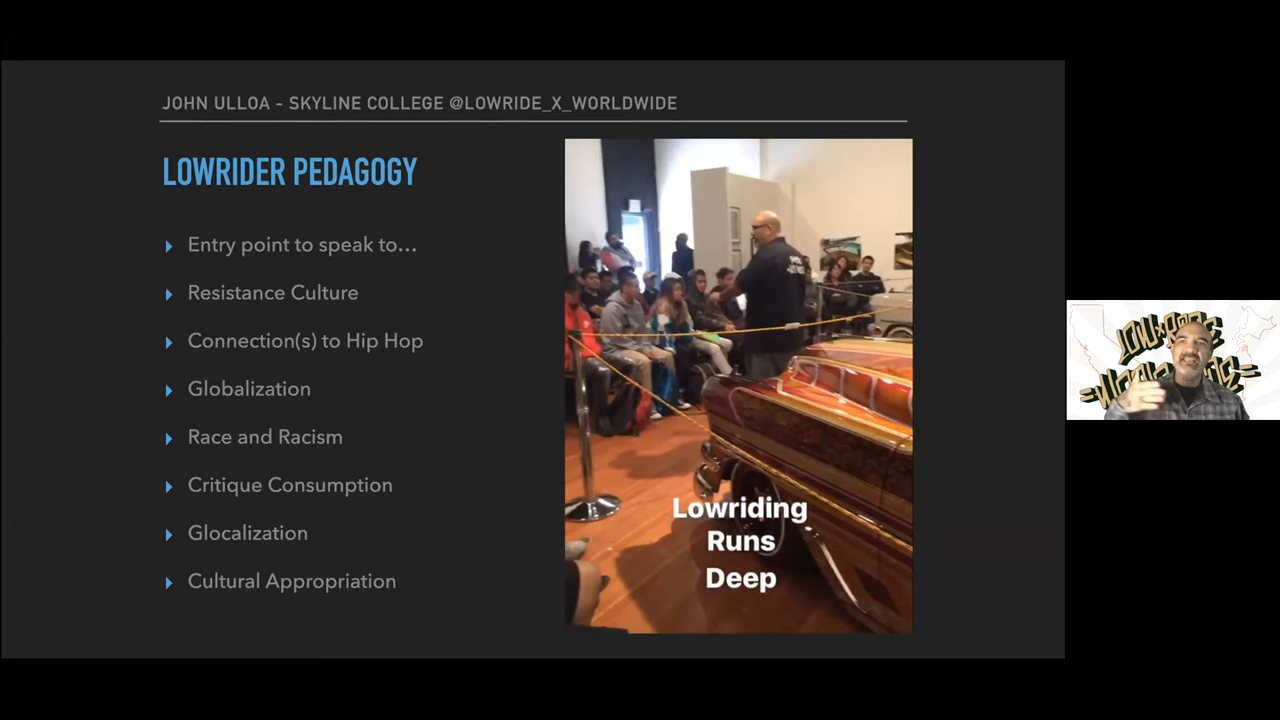 JOHN ULLOA - SKYLINE COLLEGE @LOWRIDE_X_WORLDWIDE
LOWRIDER PEDAGOGY
Entry point to speak to…
Resistance Culture
Connection(s) to Hip Hop
Globalization
Race and Racism
Critique Consumption
Glocalization
Cultural Appropriation
Lowriding
Runs
Deep